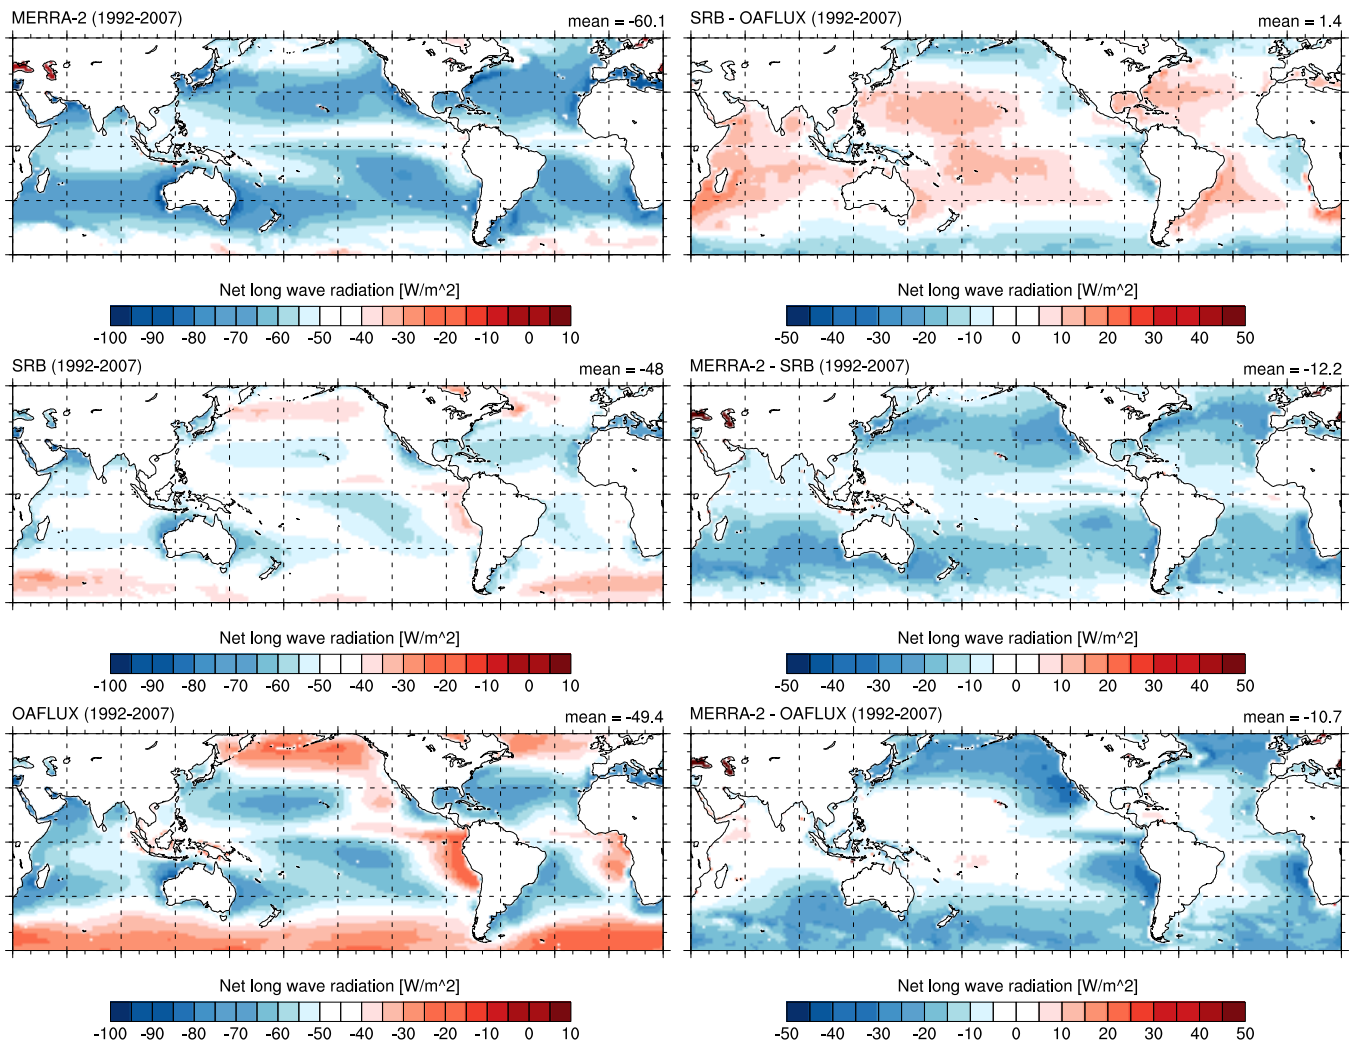 MERRA-2 (1992-2007) mean = -60.1
Net long wave radiation [W/m^2]
-100 -90 -80 -70 -60 -50 -40 -30 -20 -10 0 10
SRB - OAFLUX (1992-2007) mean = 1.4
Net long wave radiation [W/m^2]
-50 -40 -30 -20 -10 0 10 20 30 40 50
SRB (1992-2007) mean = -48
Net long wave radiation [W/m^2]
-100 -90 -80 -70 -60 -50 -40 -30 -20 -10 0 10
MERRA-2 - SRB (1992-2007) mean = -12.2
Net long wave radiation [W/m^2]
-50 -40 -30 -20 -10 0 10 20 30 40 50
OAFLUX (1992-2007) mean = -49.4
Net long wave radiation [W/m^2]
-100 -90 -80 -70 -60 -50 -40 -30 -20 -10 0 10
MERRA-2 - OAFLUX (1992-2007) mean = -10.7
Net long wave radiation [W/m^2]
-50 -40 -30 -20 -10 0 10 20 30 40 50